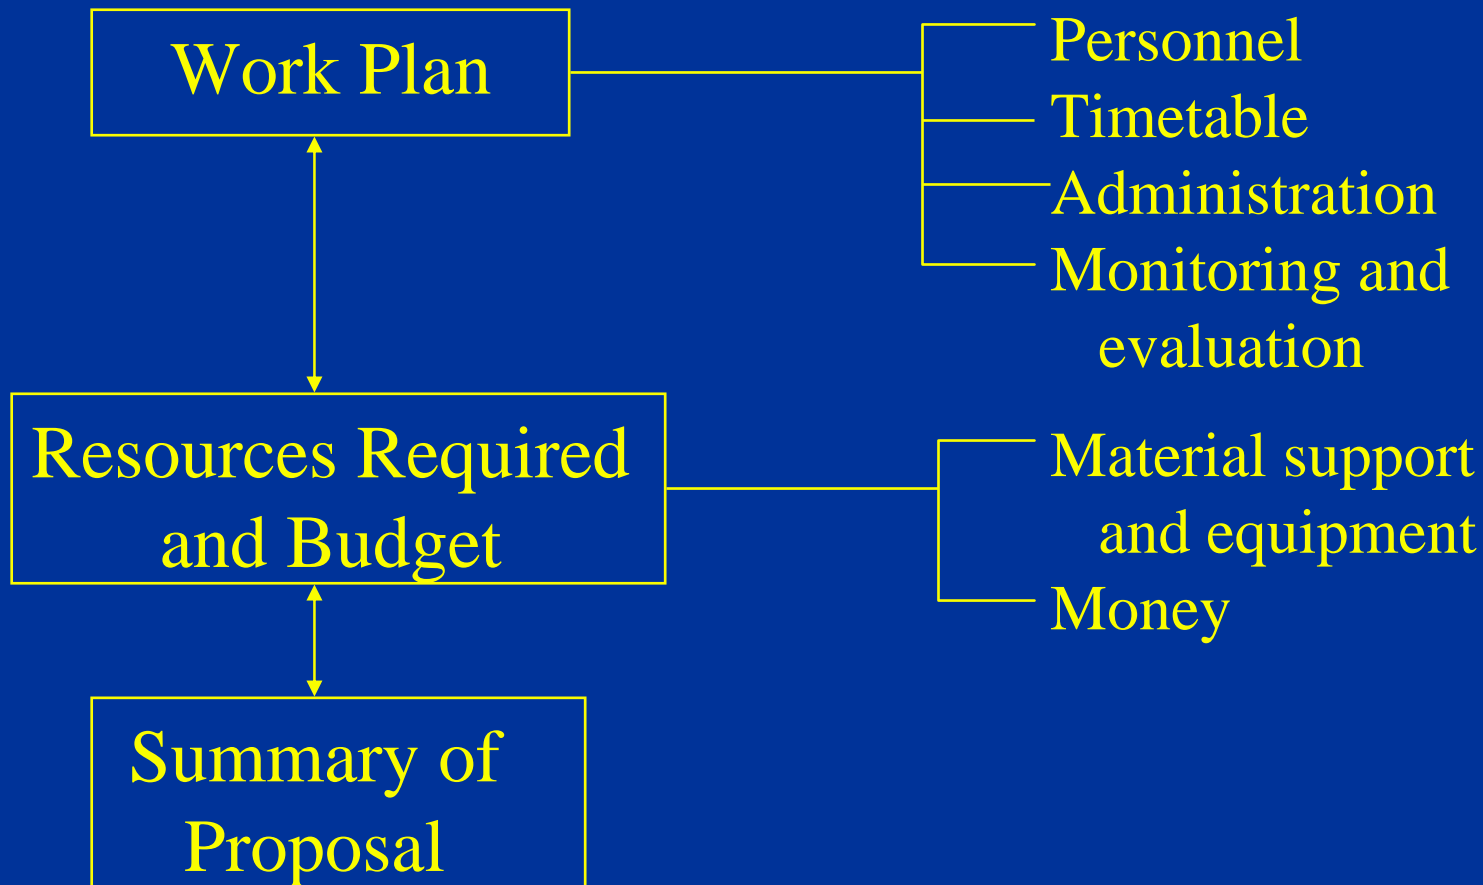 Work Plan
Personnel
Timetable
Administration
Monitoring and
evaluation
Resources Required
and Budget
Material support
and equipment
Money
Summary of
Proposal